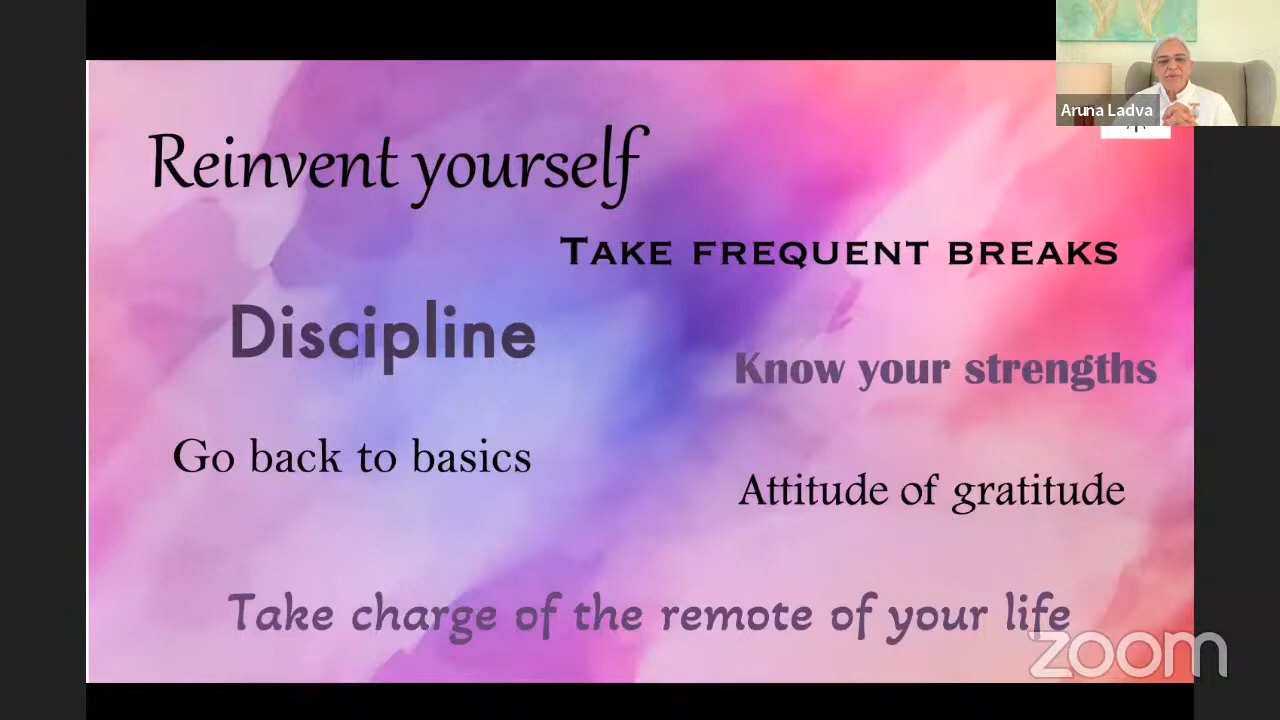 Aruna Ladva
Reinvent yourself
TAKE FREQUENT BREAKS
Discipline
Know your strengths
Go back to basics
Attitude of gratitude
Take charge of the remote of your life
zoom